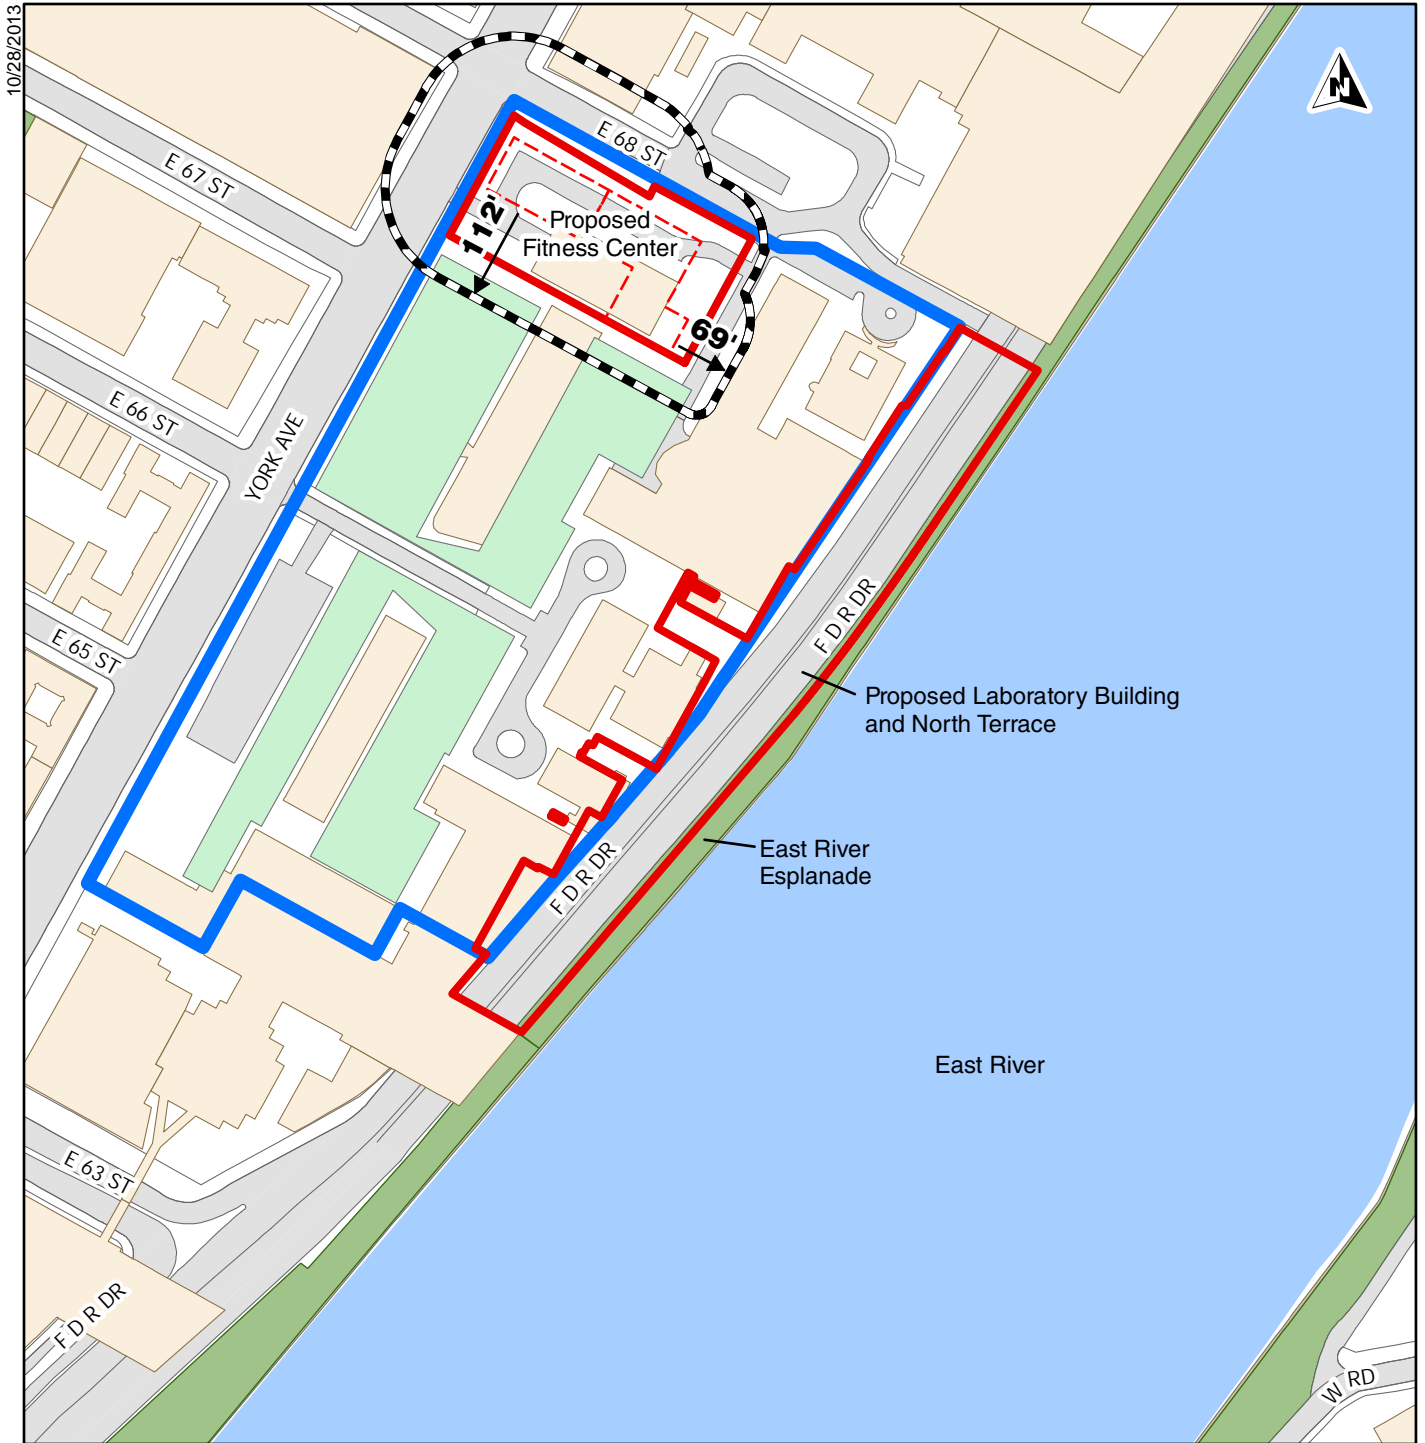 10/28/2013
N
E 68 ST
E 67 ST
112'
Proposed
Fitness Center
69'
E 66 ST
YORK AVE
F D R DR
E 65 ST
Proposed Laboratory Building
and North Terrace
East River
Esplanade
F D R DR
East River
E 63 ST
F D R DR
W RD